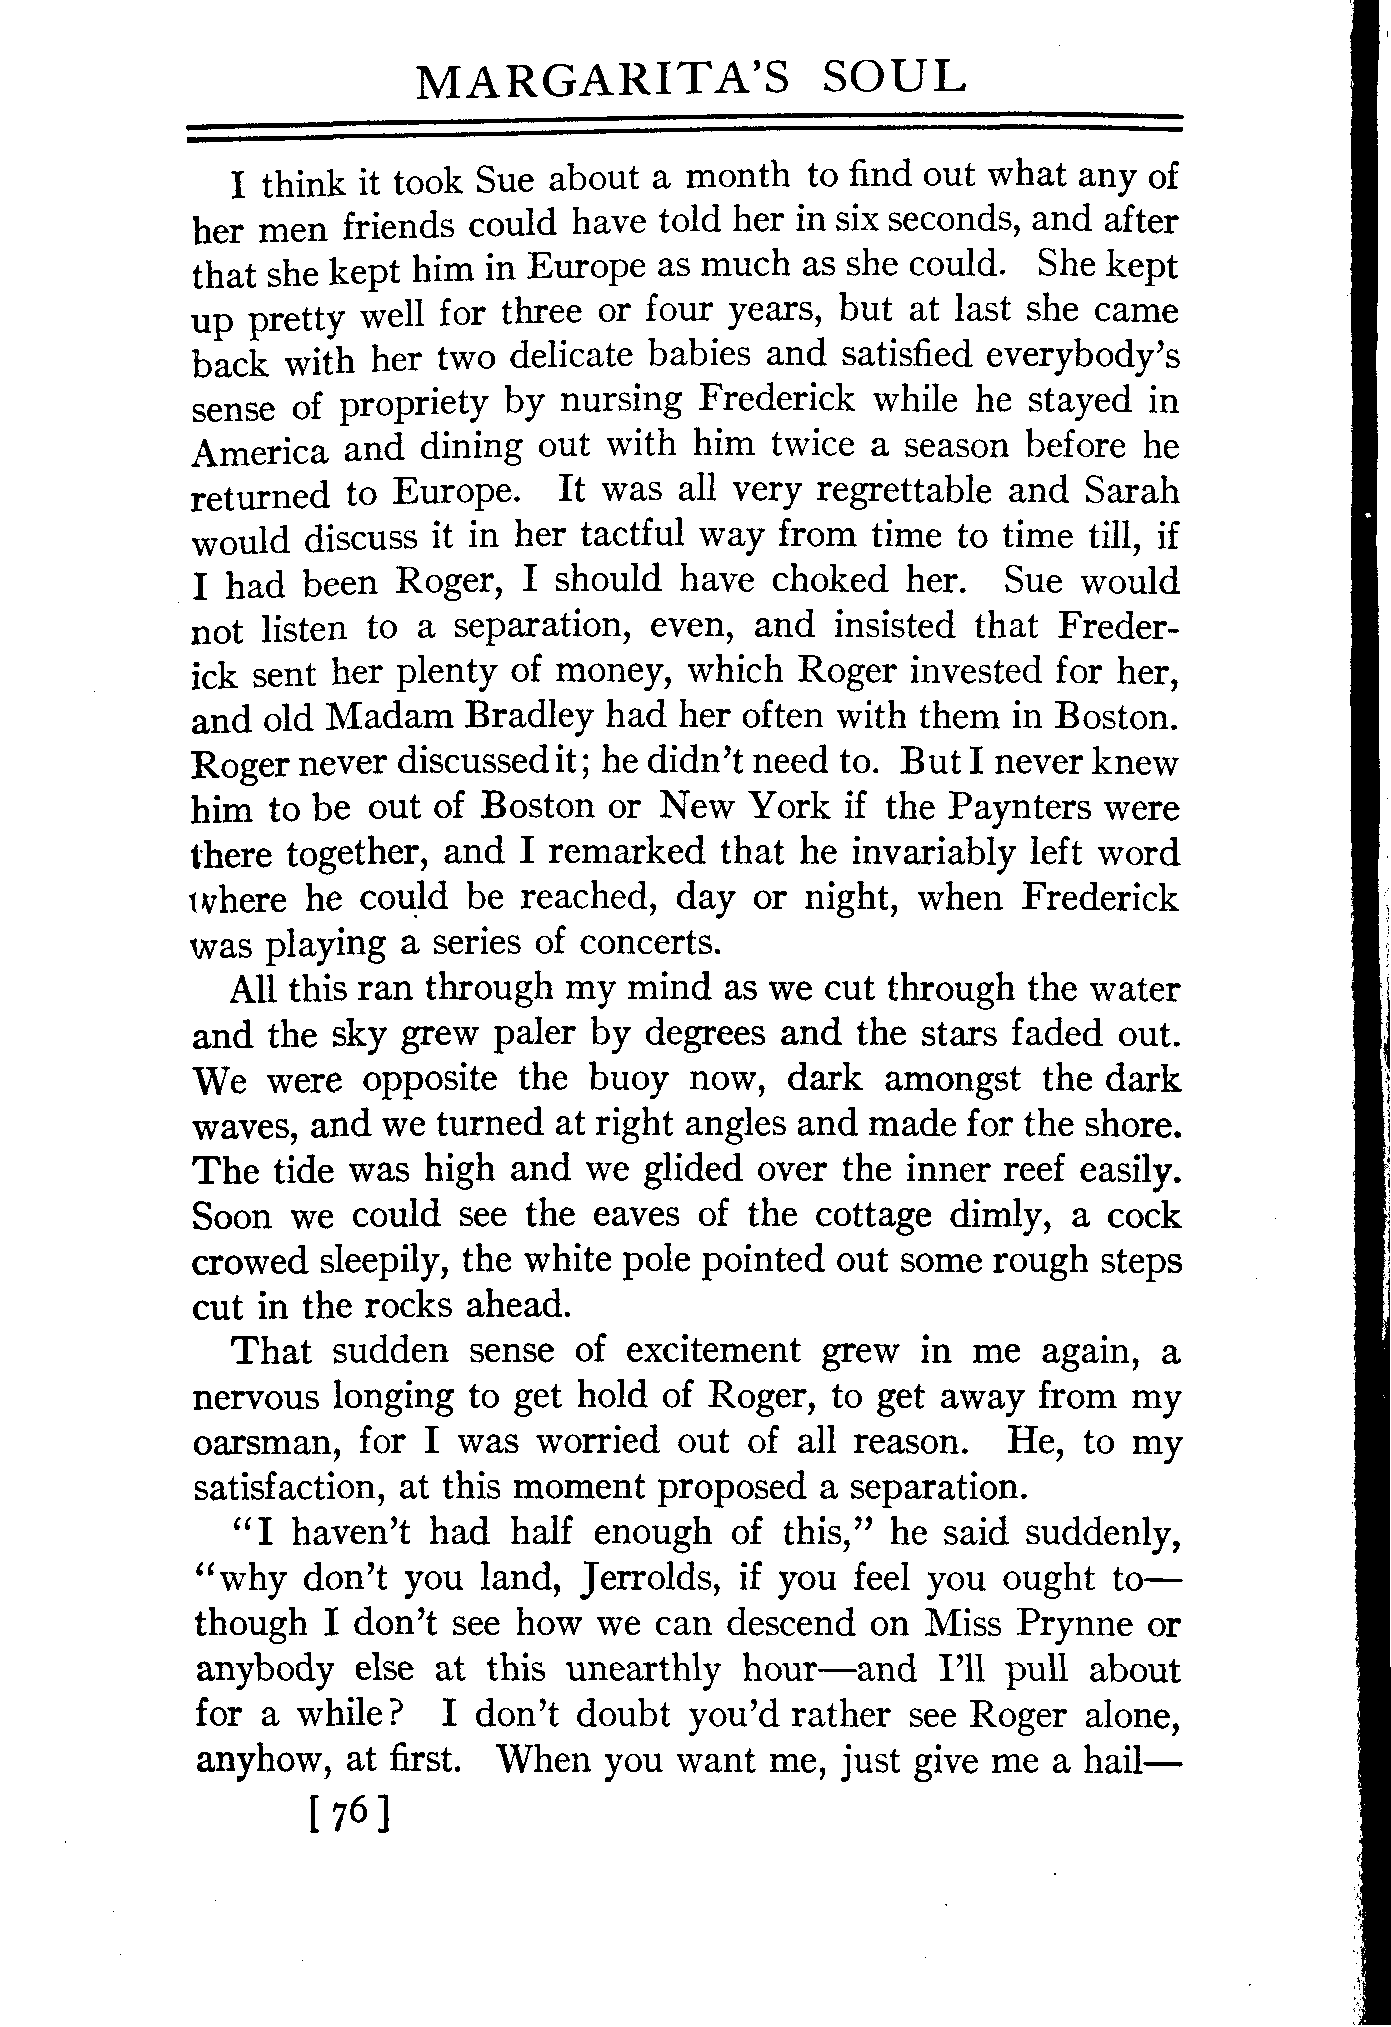 MARGARITA'S SOUL
I think it took Sue about a month to find out what any of
her men friends could have told her in six seconds, and after
that she kept him in Europe as much as she could. She kept
up pretty well for three or four years, but at last she came
back with her two delicate babies and satisfied everybody's
sense of propriety by nursing Frederick while he stayed in
America and dining out with him twice a season before he
returned to Europe. It was all very regrettable and Sarah
would discuss it in her tactful way from time to time till, if
I had been Roger, I should have choked her. Sue would
not listen to a separation, even, and insisted that Freder-
ick sent her plenty of money, which Roger invested for her,
and old Madam Bradley had her often with them in Boston.
Roger never discussed it; he didn't need to. But I never knew
him to be out of Boston or New York if the Paynters were
there together, and I remarked that he invariably left word
where he could be reached, day or night, when Frederick
was playing a series of concerts.
All this ran through my mind as we cut through the water
and the sky grew paler by degrees and the stars faded out.
We were opposite the buoy now, dark amongst the dark
waves, and we turned at right angles and made for the shore.
The tide was high and we glided over the inner reef easily.
Soon we could see the eaves of the cottage dimly, a cock
crowed sleepily, the white pole pointed out some rough steps
cut in the rocks ahead.
That sudden sense of excitement grew in me again, a
nervous longing to get hold of Roger, to get away from my
oarsman, for I was worried out of all reason. He, to my
satisfaction, at this moment proposed a separation.
"I haven't had half enough of this," he said suddenly,
"why don't you land, Jerrolds, if you feel you ought to—
though I don't see how we can descend on Miss Prynne or
anybody else at this unearthly hour—and I'll pull about
for a while? I don't doubt you'd rather see Roger alone,
anyhow, at first. When you want me, just give me a hail—
[ 76 ]